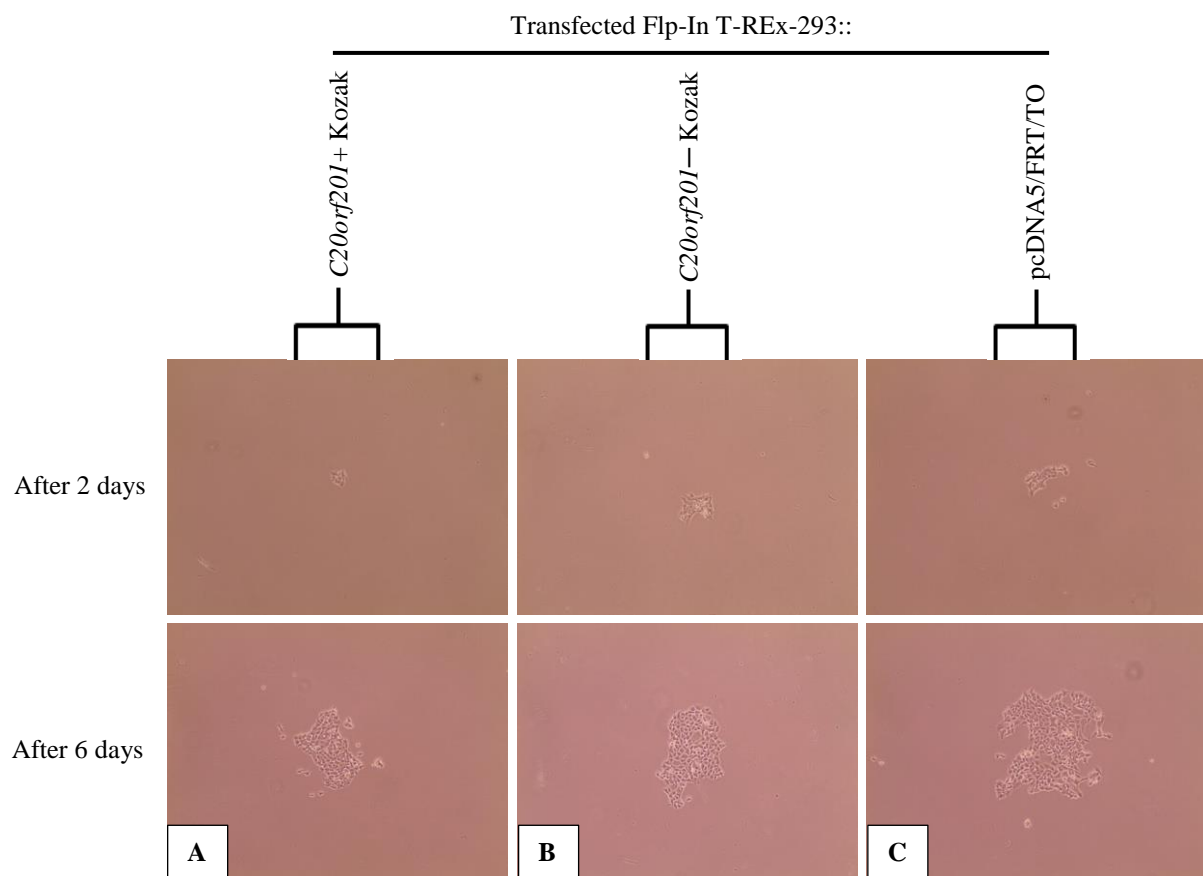 Transfected Flp-In T-REx-293::
C20orf201+ Kozak
C20orf201− Kozak
pcDNA5/FRT/TO
After 2 days
After 6 days
A
B
C